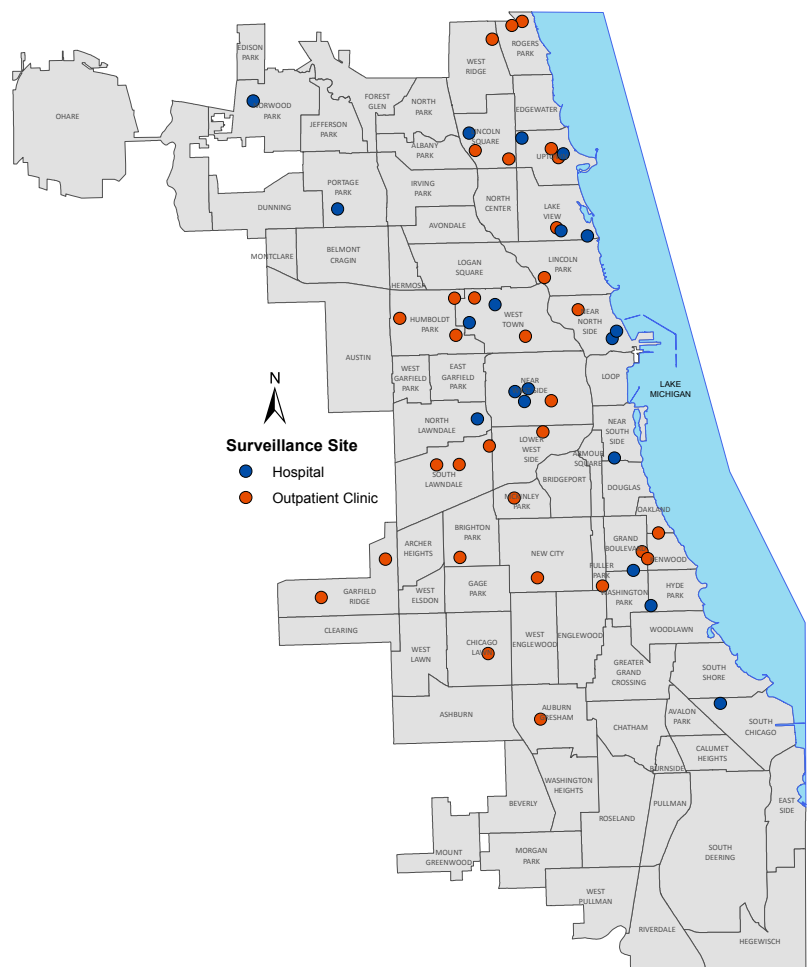 EDISON
PARK
ROGERS
PARK
WEST
RIDGE
OHARE
FOREST
GLEN
NORTH
PARK
NORWOOD
PARK
EDGEWATER
JEFFERSON
PARK
LINCOLN
SQUARE
ALBANY
PARK
UPTOWN
PORTAGE
PARK
IRVING
PARK
DUNNING
NORTH
CENTER
LAKE
VIEW
AVONDALE
MONTCLARE
BELMONT
CRAGIN
LOGAN
SQUARE
LINCOLN
PARK
HERMOSA
HUMBOLDT
PARK
WEST
TOWN
NEAR
NORTH
SIDE
AUSTIN
WEST
GARFIELD
PARK
EAST
GARFIELD
PARK
NEAR
LOOP
LAKE
MICHIGAN
N
NORTH
LAWNDALE
NEAR
SOUTH
SIDE
Surveillance Site
Hospital
Outpatient Clinic
LOWER
WEST
SIDE
ARMOUR
SQUARE
SOUTH
LAWNDALE
BRIDGEPORT
DOUGLAS
MCKINLEY
PARK
OAKLAND
BRIGHTON
PARK
ARCHER
HEIGHTS
GRAND
BOULEVARD
NEW CITY
KENWOOD
FULLER
PARK
GARFIELD
RIDGE
WEST
ELSDON
GAGE
PARK
WASHINGTON
PARK
HYDE
PARK
CLEARING
WOODLAWN
WEST
ENGLEWOOD
ENGLEWOOD
CHICAGO
LAWN
WEST
LAWN
GREATER
GRAND
CROSSING
SOUTH
SHORE
ASHBURN
AUBURN
GRESHAM
AVALON
PARK
CHATHAM
SOUTH
CHICAGO
CALUMET
HEIGHTS
BURNSIDE
WASHINGTON
HEIGHTS
BEVERLY
PULLMAN
EAST
SIDE
ROSELAND
MOUNT
GREENWOOD
MORGAN
PARK
SOUTH
DEERING
WEST
PULLMAN
RIVERDALE
HEGEWISCH